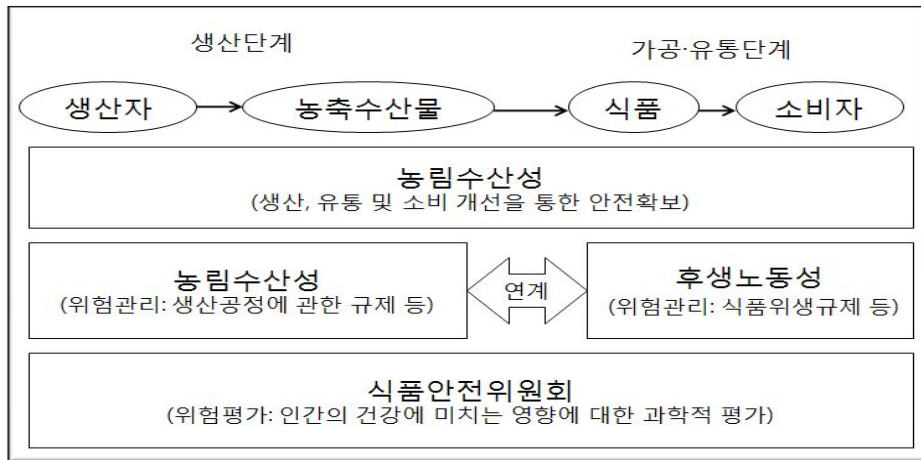 생산단계
가공·유통단계
생산자
농축수산물
식품
소비자
농림수산성
(생산, 유통 및 소비 개선을 통한 안전확보)
농림수산성
(위험관리: 생산공정에 관한 규제 등)
연계
후생노동성
(위험관리: 식품위생규제 등)
식품안전위원회
(위험평가: 인간의 건강에 미치는 영향에 대한 과학적 평가)